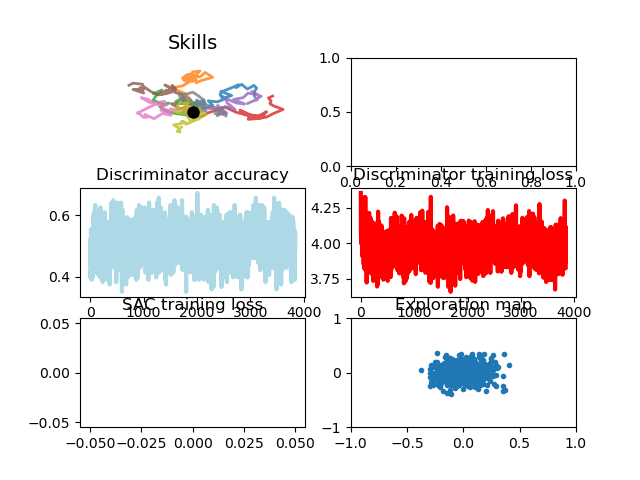 Skills
1.0
0.5
0.0
0.0 0.2 0.4 0.6 0.8 1.0
Discriminator accuracy
0.6
0.4
0 1000 2000 3000 4000
Discriminator training loss
4.25
4.00
3.75
0 1000 2000 3000 4000
SAC training loss
0.05
0.00
−0.05
−0.050 −0.025 0.000 0.025 0.050
Exploration map
1
0
−1
−1.0 −0.5 0.0 0.5 1.0